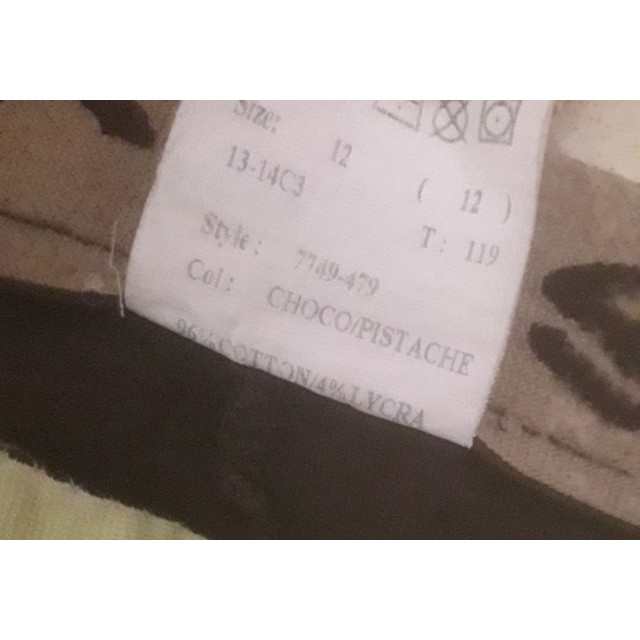 Size: 12 ( 12 )
13-14C3 T: 119
Style: 7749-479
Col: CHOCO/PISTACHE
96%COTTON/4%LYCRA